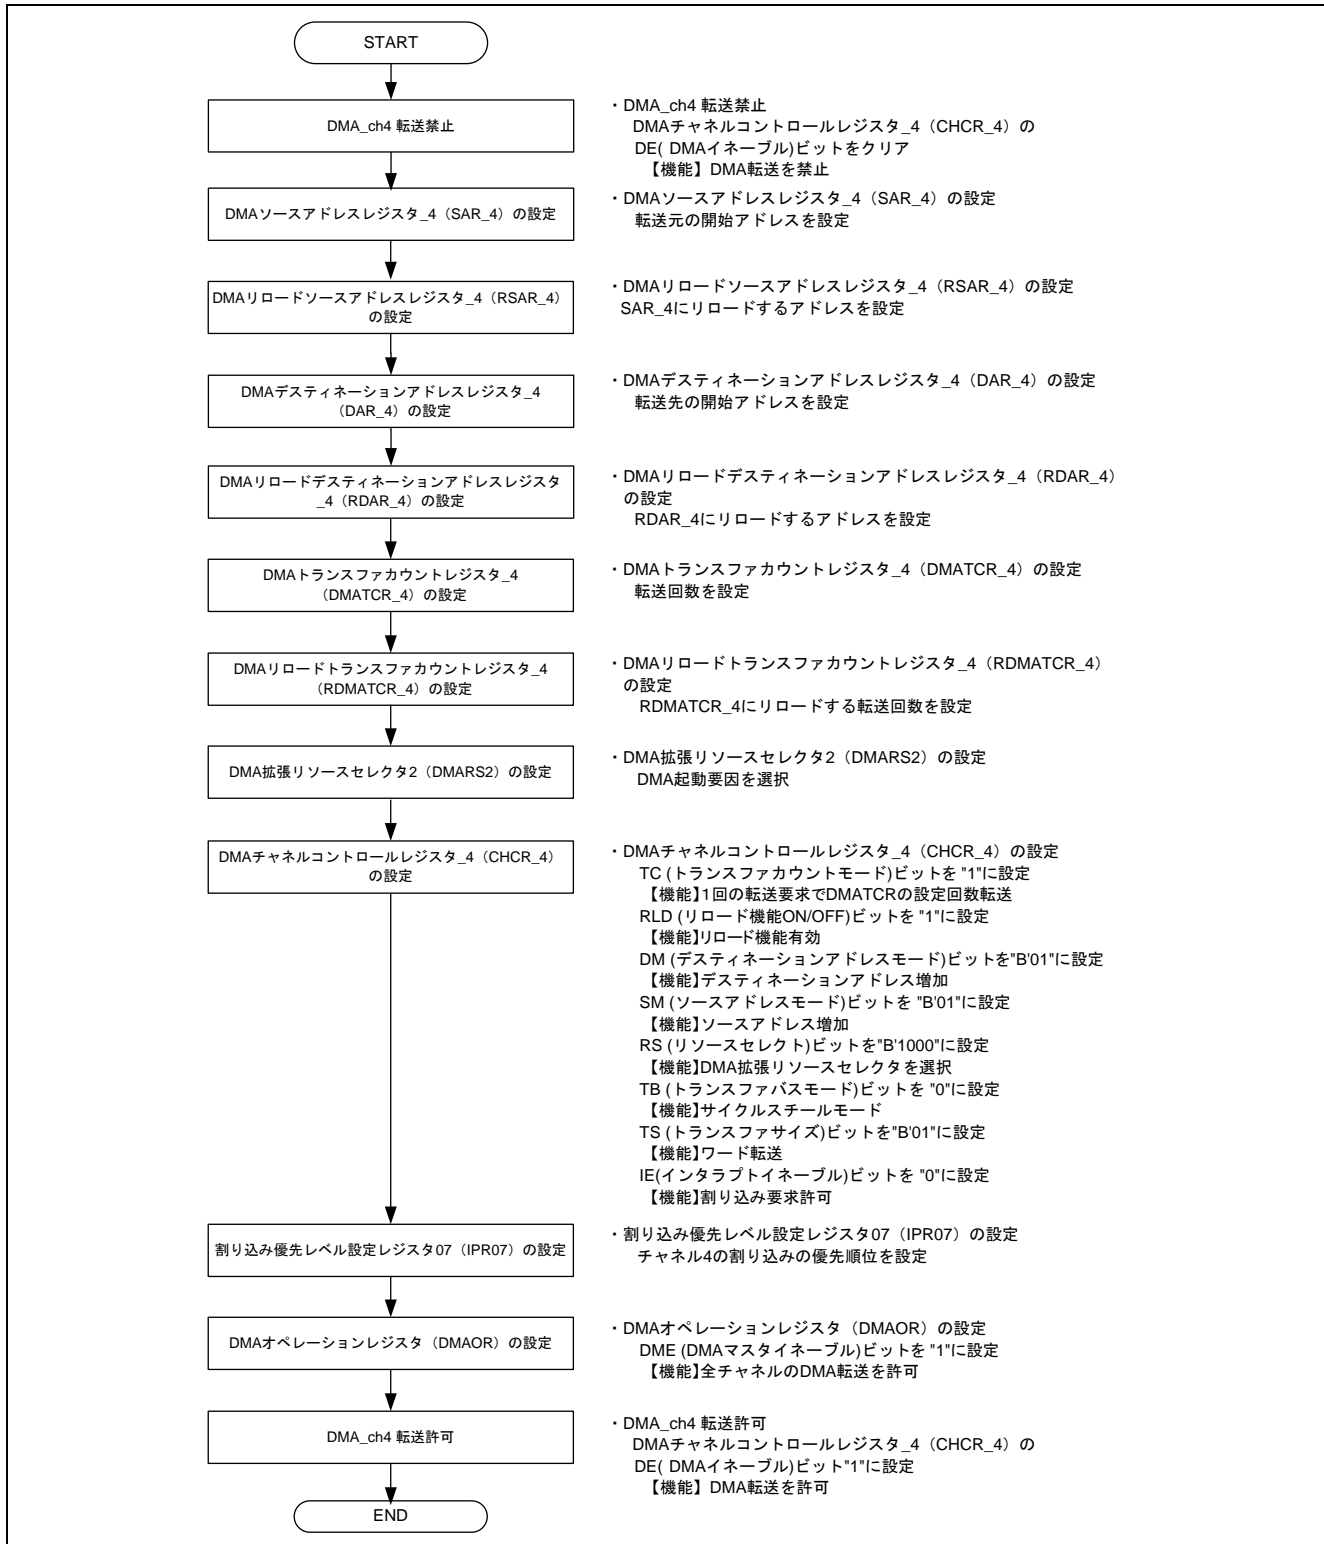 START
DMA_ch4 転送禁止
・DMA_ch4 転送禁止
DMAチャネルコントロールレジスタ_4（CHCR_4）の
DE( DMAイネーブル)ビットをクリア
【機能】DMA転送を禁止
DMAソースアドレスレジスタ_4（SAR_4）の設定
・DMAソースアドレスレジスタ_4（SAR_4）の設定
転送元の開始アドレスを設定
DMAリロードソースアドレスレジスタ_4（RSAR_4）
の設定
・DMAリロードソースアドレスレジスタ_4（RSAR_4）の設定
SAR_4にリロードするアドレスを設定
DMAデスティネーションアドレスレジスタ_4
（DAR_4）の設定
・DMAデスティネーションアドレスレジスタ_4（DAR_4）の設定
転送先の開始アドレスを設定
DMAリロードデスティネーションアドレスレジスタ
_4（RDAR_4）の設定
・DMAリロードデスティネーションアドレスレジスタ_4（RDAR_4）
の設定
RDAR_4にリロードするアドレスを設定
DMAトランスファカウントレジスタ_4
（DMATCR_4）の設定
・DMAトランスファカウントレジスタ_4（DMATCR_4）の設定
転送回数を設定
DMAリロードトランスファカウントレジスタ_4
（RDMATCR_4）の設定
・DMAリロードトランスファカウントレジスタ_4（RDMATCR_4）
の設定
RDMATCR_4にリロードする転送回数を設定
DMA拡張リソースセレクタ2（DMARS2）の設定
・DMA拡張リソースセレクタ2（DMARS2）の設定
DMA起動要因を選択
DMAチャネルコントロールレジスタ_4（CHCR_4）
の設定
・DMAチャネルコントロールレジスタ_4（CHCR_4）の設定
TC (トランスファカウントモード)ビットを "1"に設定
【機能】1回の転送要求でDMATCRの設定回数転送
RLD (リロード機能ON/OFF)ビットを "1"に設定
【機能】リロード機能有効
DM (デスティネーションアドレスモード)ビットを"B'01"に設定
【機能】デスティネーションアドレス増加
SM (ソースアドレスモード)ビットを "B'01"に設定
【機能】ソースアドレス増加
RS (リソースセレクト)ビットを"B'1000"に設定
【機能】DMA拡張リソースセレクタを選択
TB (トランスファバスモード)ビットを "0"に設定
【機能】サイクルスチールモード
TS (トランスファサイズ)ビットを"B'01"に設定
【機能】ワード転送
IE(インタラプトイネーブル)ビットを "0"に設定
【機能】割り込み要求許可
割り込み優先レベル設定レジスタ07（IPR07）の設定
・割り込み優先レベル設定レジスタ07（IPR07）の設定
チャネル4の割り込みの優先順位を設定
DMAオペレーションレジスタ（DMAOR）の設定
・DMAオペレーションレジスタ（DMAOR）の設定
DME (DMAマスタイネーブル)ビットを "1"に設定
【機能】全チャネルのDMA転送を許可
DMA_ch4 転送許可
・DMA_ch4 転送許可
DMAチャネルコントロールレジスタ_4（CHCR_4）の
DE( DMAイネーブル)ビット"1"に設定
【機能】DMA転送を許可
END